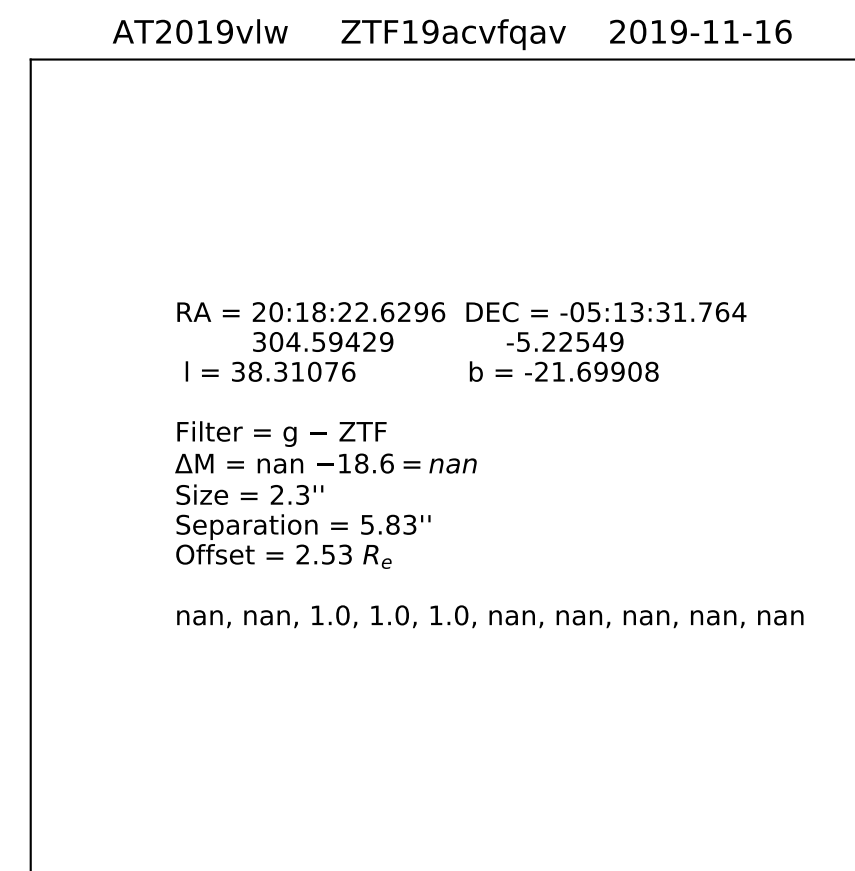 AT2019vlw ZTF19acvfqav 2019-11-16
RA = 20:18:22.6296 DEC = -05:13:31.764
304.59429 -5.22549
l = 38.31076 b = -21.69908
Filter = g − ZTF
ΔM = nan −18.6 = nan
Size = 2.3''
Separation = 5.83''
Offset = 2.53 Re
nan, nan, 1.0, 1.0, 1.0, nan, nan, nan, nan, nan